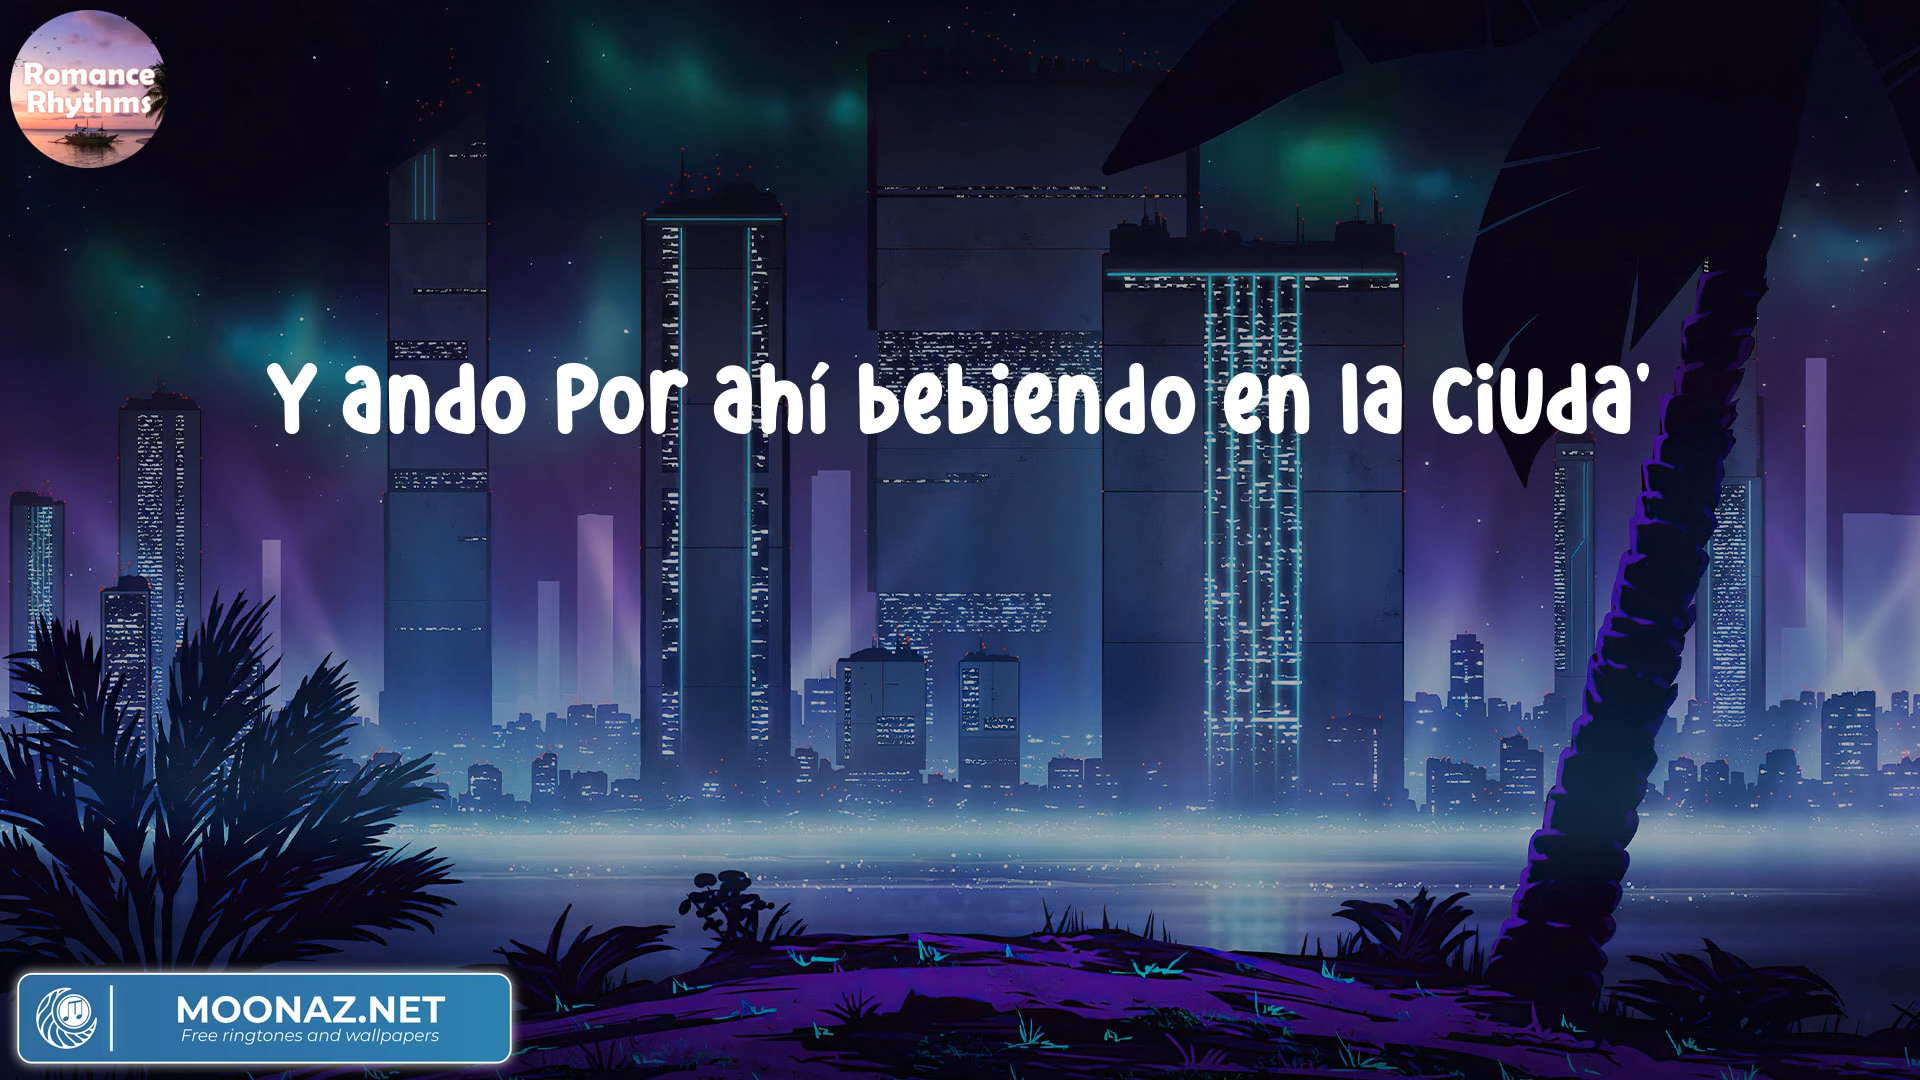 Romance
Rhythms
Y ando por ahí bebiendo en la ciuda'
MOONAZ.NET
Free ringtones and wallpapers